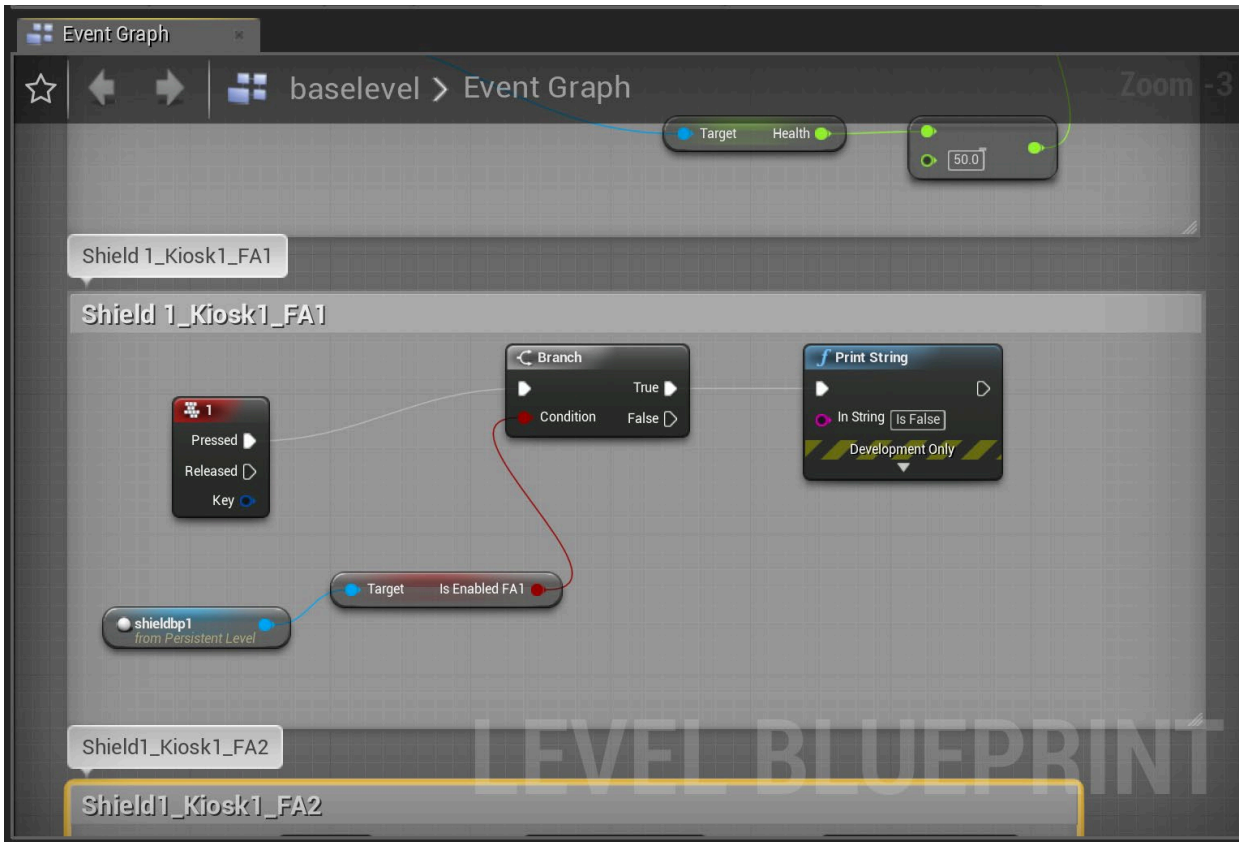 Event Graph
baselevel > Event Graph
Zoom -3
Target Health
50.0
Shield 1_Kiosk1_FA1
Shield 1_Kiosk1_FA1
Branch
True
Condition False
Print String
In String Is False
Development Only
1
Pressed
Released
Key
Target Is Enabled FA1
shieldbp1
from Persistent Level
LEVEL BLUEPRINT
Shield1_Kiosk1_FA2
Shield1_Kiosk1_FA2